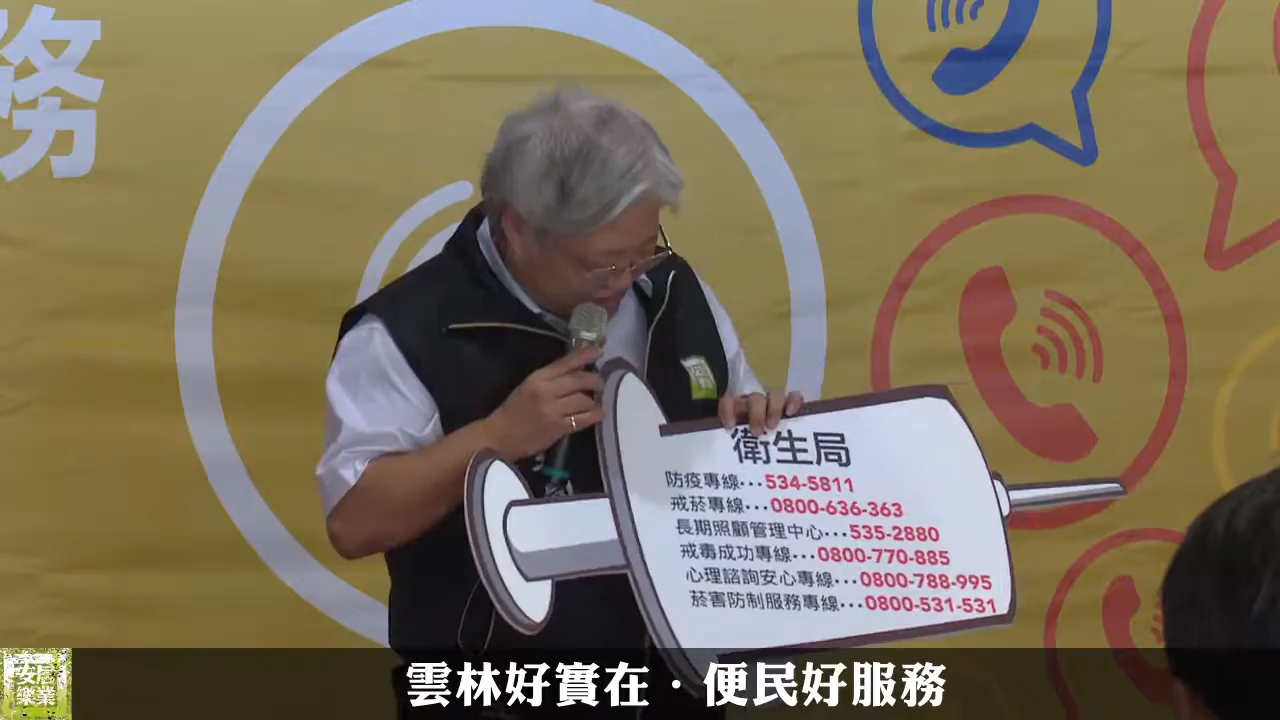 務
衛生局
防疫專線…534-5811
戒菸專線…0800-636-363
長期照顧管理中心…535-2880
戒毒成功專線…0800-770-885
心理諮詢安心專線…0800-788-995
菸害防制服務專線…0800-531-531
安居
樂業
雲林好實在・便民好服務